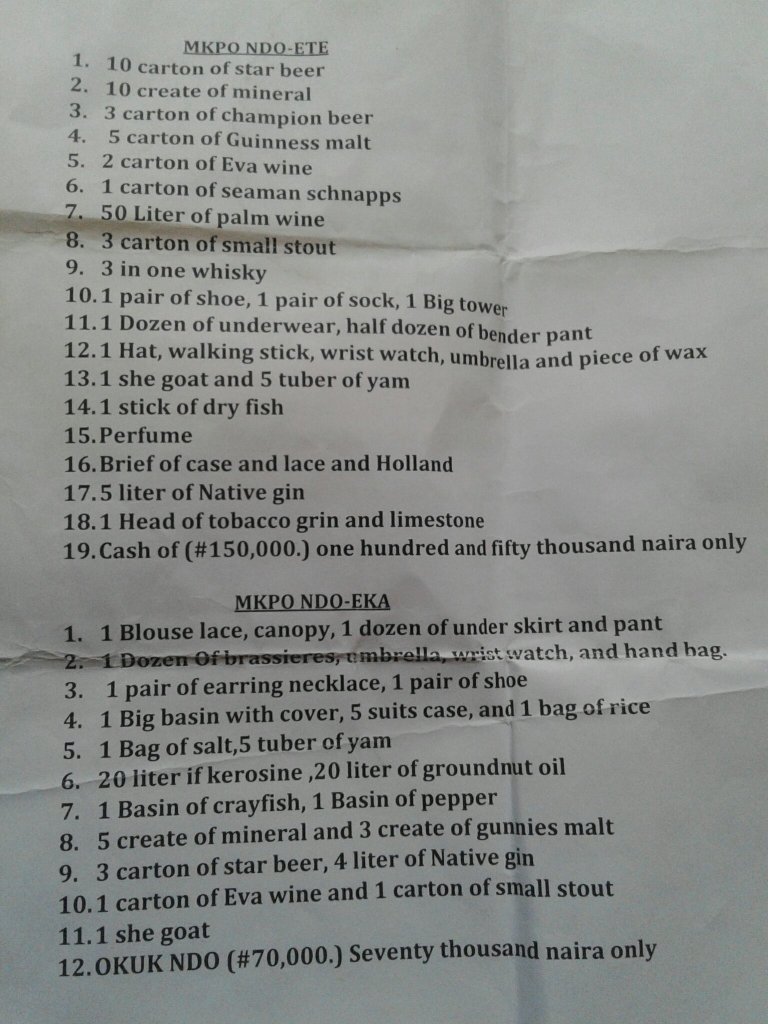 MKPO NDO-ETE
1. 10 carton of star beer
2. 10 create of mineral
3. 3 carton of champion beer
4. 5 carton of Guinness malt
5. 2 carton of Eva wine
6. 1 carton of seaman schnapps
7. 50 Liter of palm wine
8. 3 carton of small stout
9. 3 in one whisky
10. 1 pair of shoe, 1 pair of sock, 1 Big tower
11. 1 Dozen of underwear, half dozen of bender pant
12. 1 Hat, walking stick, wrist watch, umbrella and piece of wax
13. 1 she goat and 5 tuber of yam
14. 1 stick of dry fish
15. Perfume
16. Brief of case and lace and Holland
17. 5 liter of Native gin
18. 1 Head of tobacco grin and limestone
19. Cash of (#150,000.) one hundred and fifty thousand naira only
MKPO NDO-EKA
1. 1 Blouse lace, canopy, 1 dozen of under skirt and pant
2. 1 Dozen Of brassieres, umbrella, wrist watch, and hand bag.
3. 1 pair of earring necklace, 1 pair of shoe
4. 1 Big basin with cover, 5 suits case, and 1 bag of rice
5. 1 Bag of salt,5 tuber of yam
6. 20 liter if kerosine ,20 liter of groundnut oil
7. 1 Basin of crayfish, 1 Basin of pepper
8. 5 create of mineral and 3 create of gunnies malt
9. 3 carton of star beer, 4 liter of Native gin
10. 1 carton of Eva wine and 1 carton of small stout
11. 1 she goat
12. OKUK NDO (#70,000.) Seventy thousand naira only